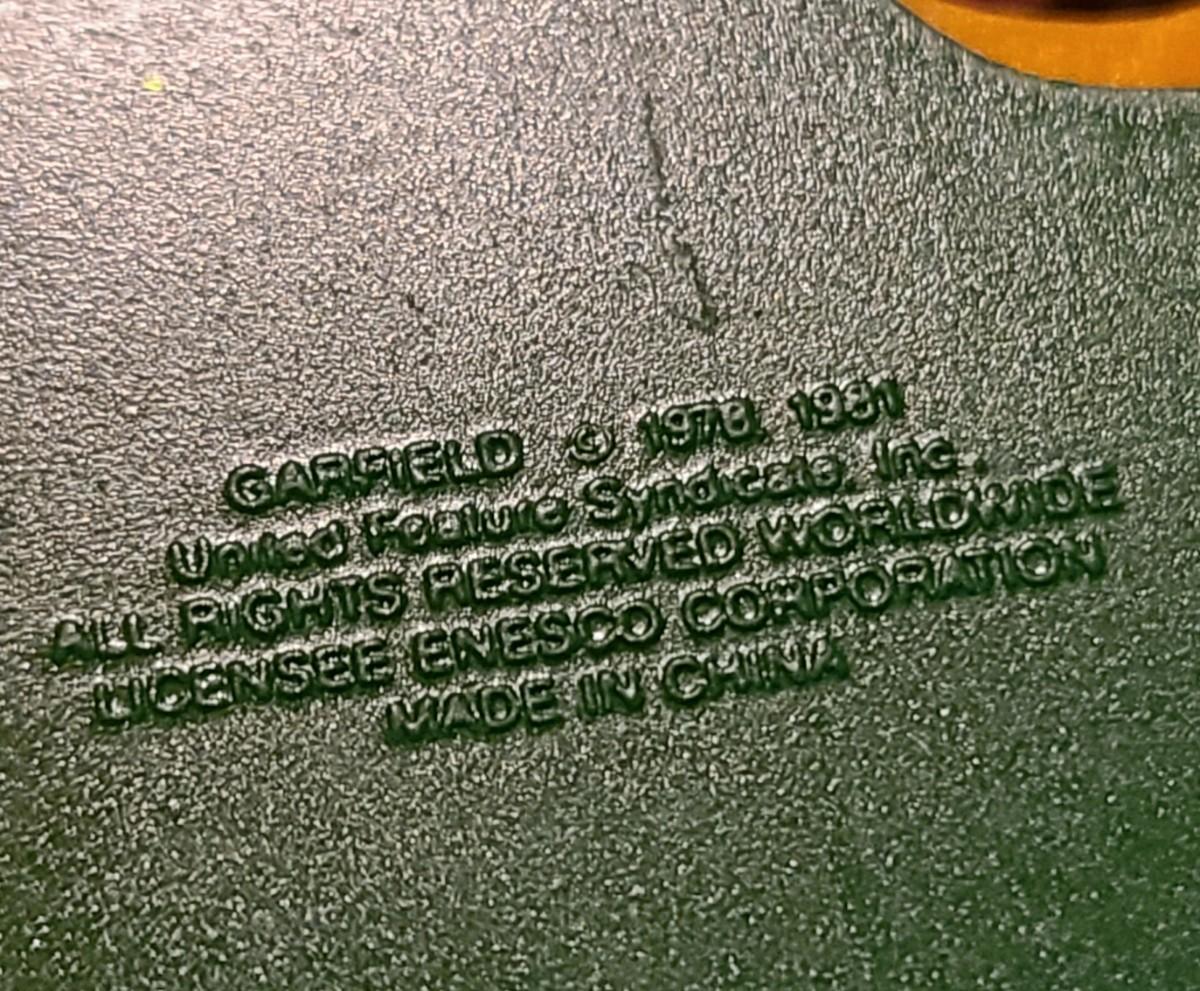 GARFIELD © 1978, 1981
United Feature Syndicate, Inc.
ALL RIGHTS RESERVED WORLDWIDE
LICENSEE ENESCO CORPORATION
MADE IN CHINA